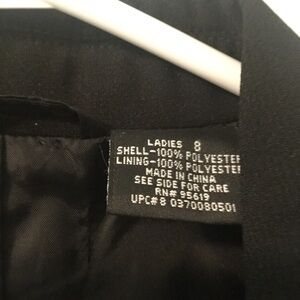 LADIES 8
SHELL-100% POLYESTER
LINING-100% POLYESTER
MADE IN CHINA
SEE SIDE FOR CARE
RN# 95619
UPC# 8 0370080501